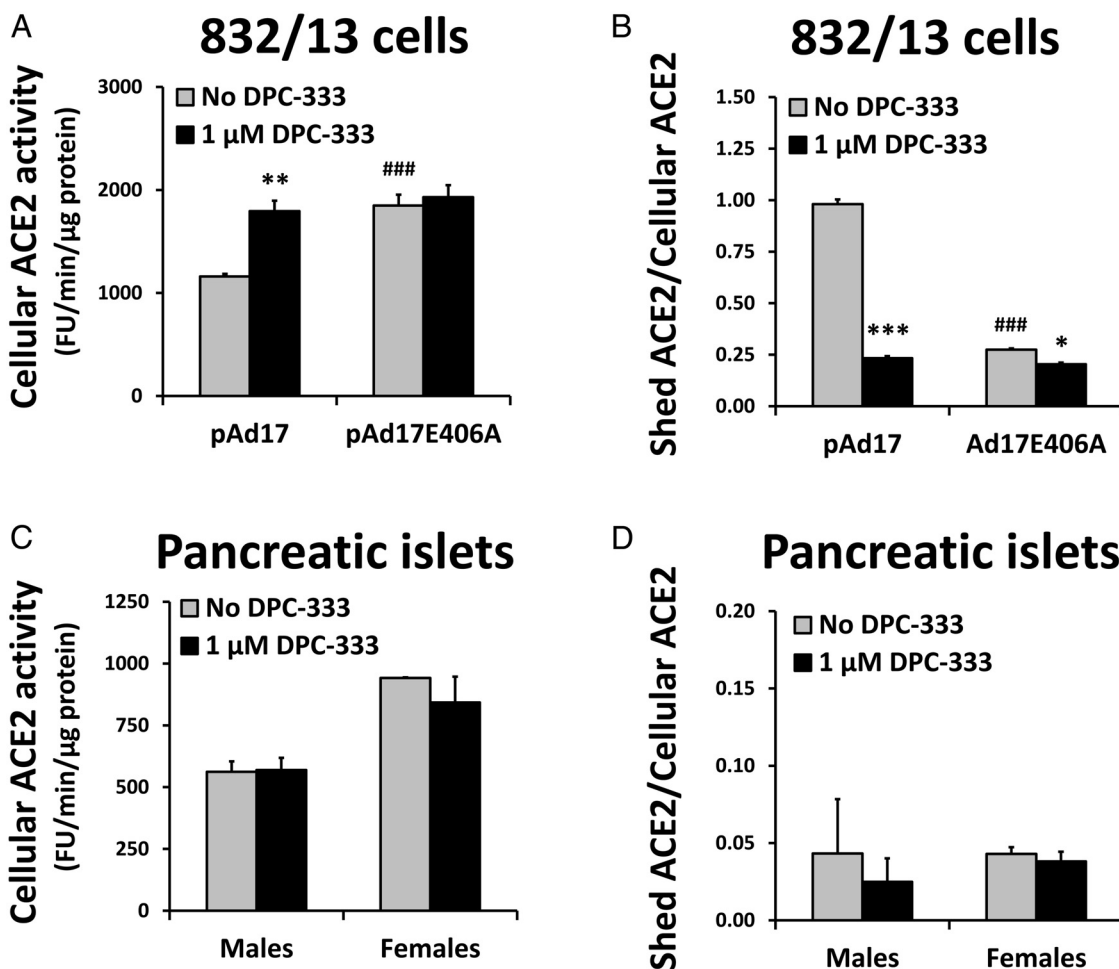 A
832/13 cells
Cellular ACE2 activity
(FU/min/µg protein)
3000
2000
1000
0
No DPC-333
1 µM DPC-333
**
###
pAd17
pAd17E406A
B
832/13 cells
Shed ACE2/Cellular ACE2
1.50
1.25
1.00
0.75
0.50
0.25
0.00
No DPC-333
1 µM DPC-333
***
###
*
pAd17
Ad17E406A
C
Pancreatic islets
Cellular ACE2 activity
(FU/min/µg protein)
1250
1000
750
500
250
0
No DPC-333
1 µM DPC-333
Males
Females
D
Pancreatic islets
Shed ACE2/Cellular ACE2
0.20
0.15
0.10
0.05
0.00
No DPC-333
1 µM DPC-333
Males
Females